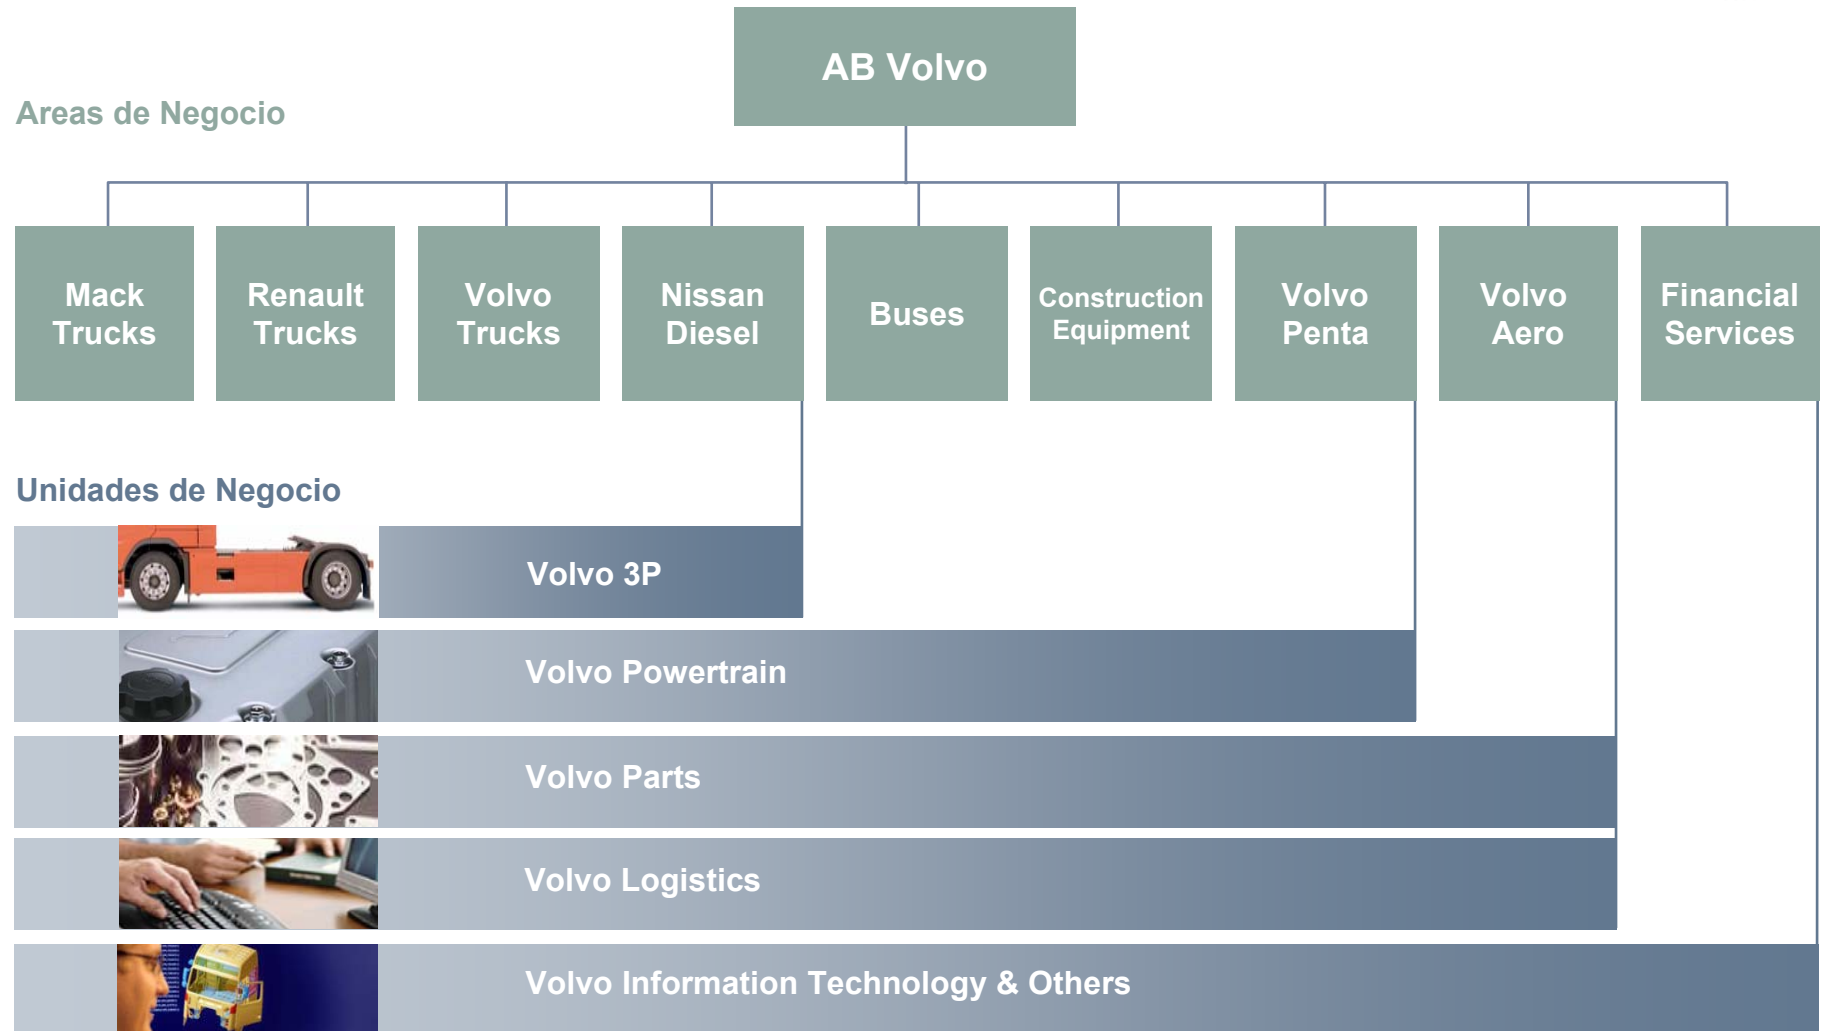 AB Volvo
Areas de Negocio
Mack
Trucks
Renault
Trucks
Volvo
Trucks
Nissan
Diesel
Buses
Construction
Equipment
Volvo
Penta
Volvo
Aero
Financial
Services
Unidades de Negocio
Volvo 3P
Volvo Powertrain
Volvo Parts
Volvo Logistics
Volvo Information Technology & Others